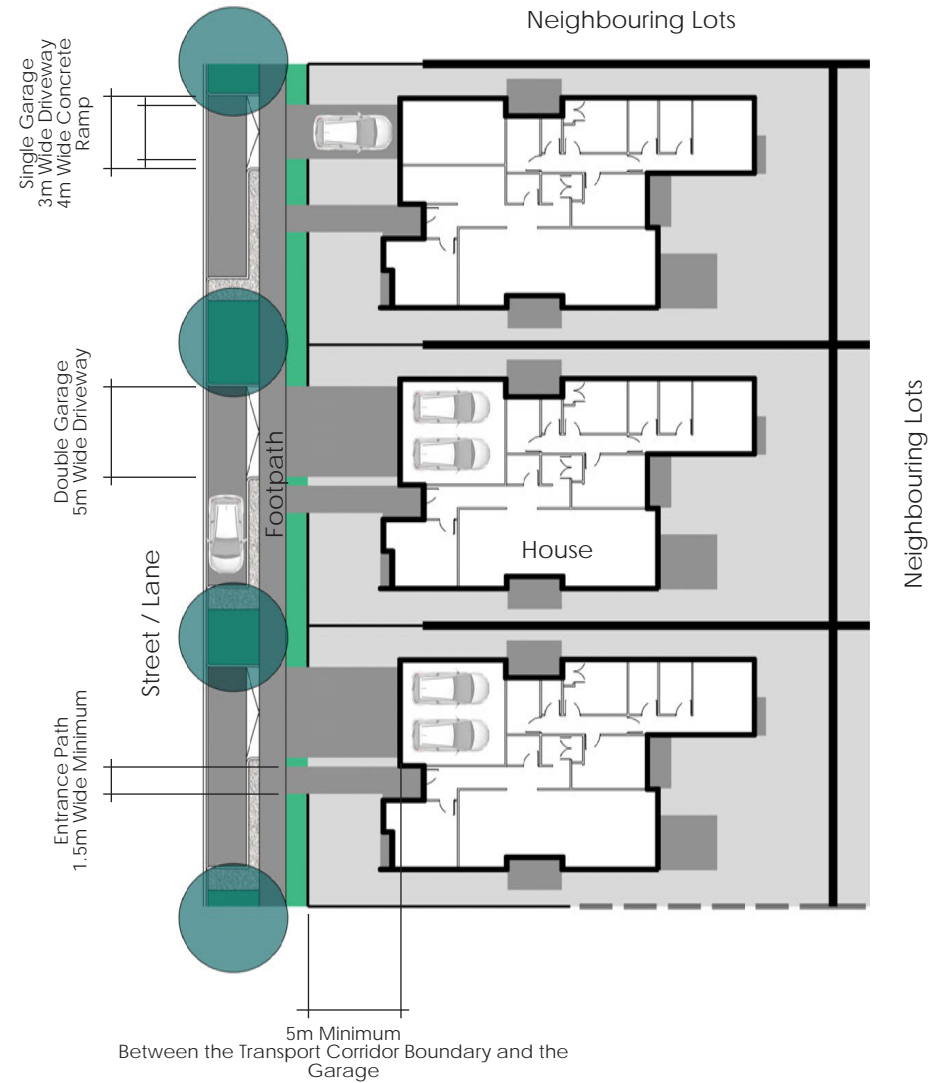 Neighbouring Lots
Single Garage
3m Wide Driveway
4m Wide Concrete
Ramp
Double Garage
5m Wide Driveway
Footpath
House
Neighbouring Lots
Street / Lane
Entrance Path
1.5m Wide Minimum
5m Minimum
Between the Transport Corridor Boundary and the
Garage